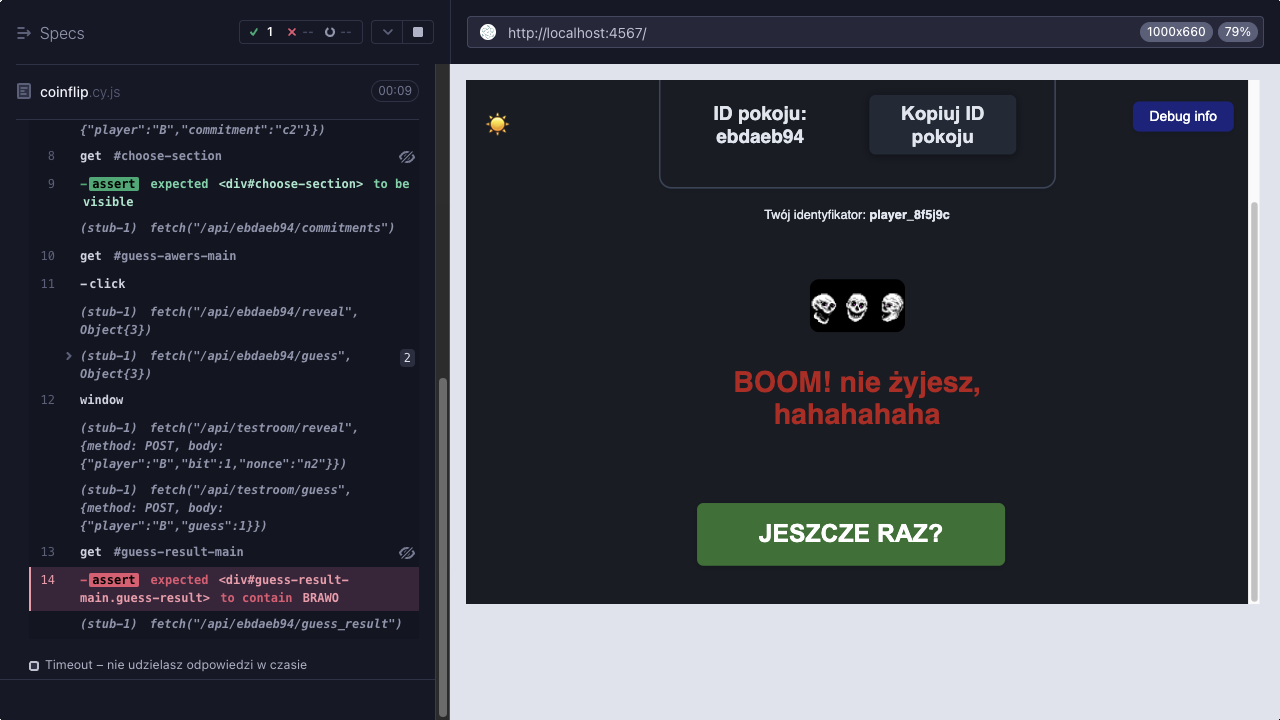 Specs
1 -- --
coinflip.cy.js
00:09
{"player":"B","commitment":"c2"}})
8 get #choose-section
9 -assert expected <div#choose-section> to be
visible
(stub-1) fetch("/api/ebdaeb94/commitments")
10 get #guess-awers-main
11 -click
(stub-1) fetch("/api/ebdaeb94/reveal",
Object{3})
(stub-1) fetch("/api/ebdaeb94/guess",
Object{3})
2
12 window
(stub-1) fetch("/api/testroom/reveal",
{method: POST, body:
{"player":"B","bit":1,"nonce":"n2"}})
(stub-1) fetch("/api/testroom/guess",
{method: POST, body:
{"player":"B","guess":1}})
13 get #guess-result-main
14 -assert expected <div#guess-result-
main.guess-result> to contain BRAWO
(stub-1) fetch("/api/ebdaeb94/guess_result")
Timeout – nie udzielasz odpowiedzi w czasie
http://localhost:4567/
1000x660
79%
ID pokoju:
ebdaeb94
Kopiuj ID
pokoju
Debug info
Twój identyfikator: player_8f5j9c
BOOM! nie żyjesz,
hahahahaha
JESZCZE RAZ?